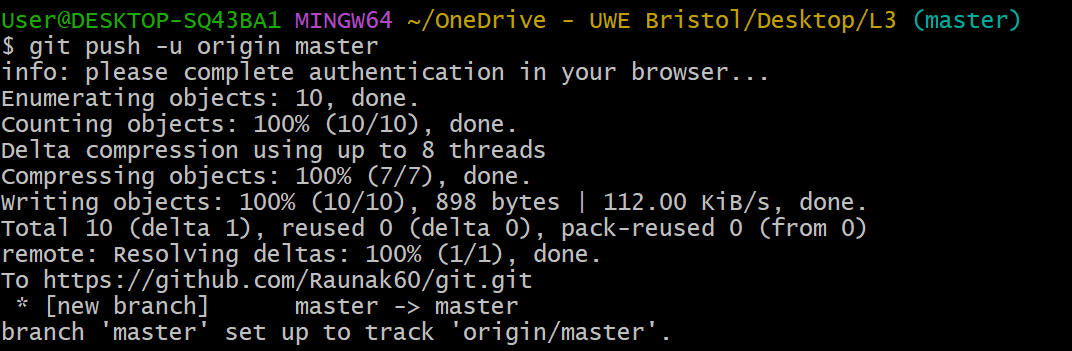 User@DESKTOP-SQ43BA1 MINGW64 ~/OneDrive - UWE Bristol/Desktop/L3 (master)
$ git push -u origin master
info: please complete authentication in your browser...
Enumerating objects: 10, done.
Counting objects: 100% (10/10), done.
Delta compression using up to 8 threads
Compressing objects: 100% (7/7), done.
Writing objects: 100% (10/10), 898 bytes | 112.00 KiB/s, done.
Total 10 (delta 1), reused 0 (delta 0), pack-reused 0 (from 0)
remote: Resolving deltas: 100% (1/1), done.
To https://github.com/Raunak60/git.git
 * [new branch]      master -> master
branch 'master' set up to track 'origin/master'.